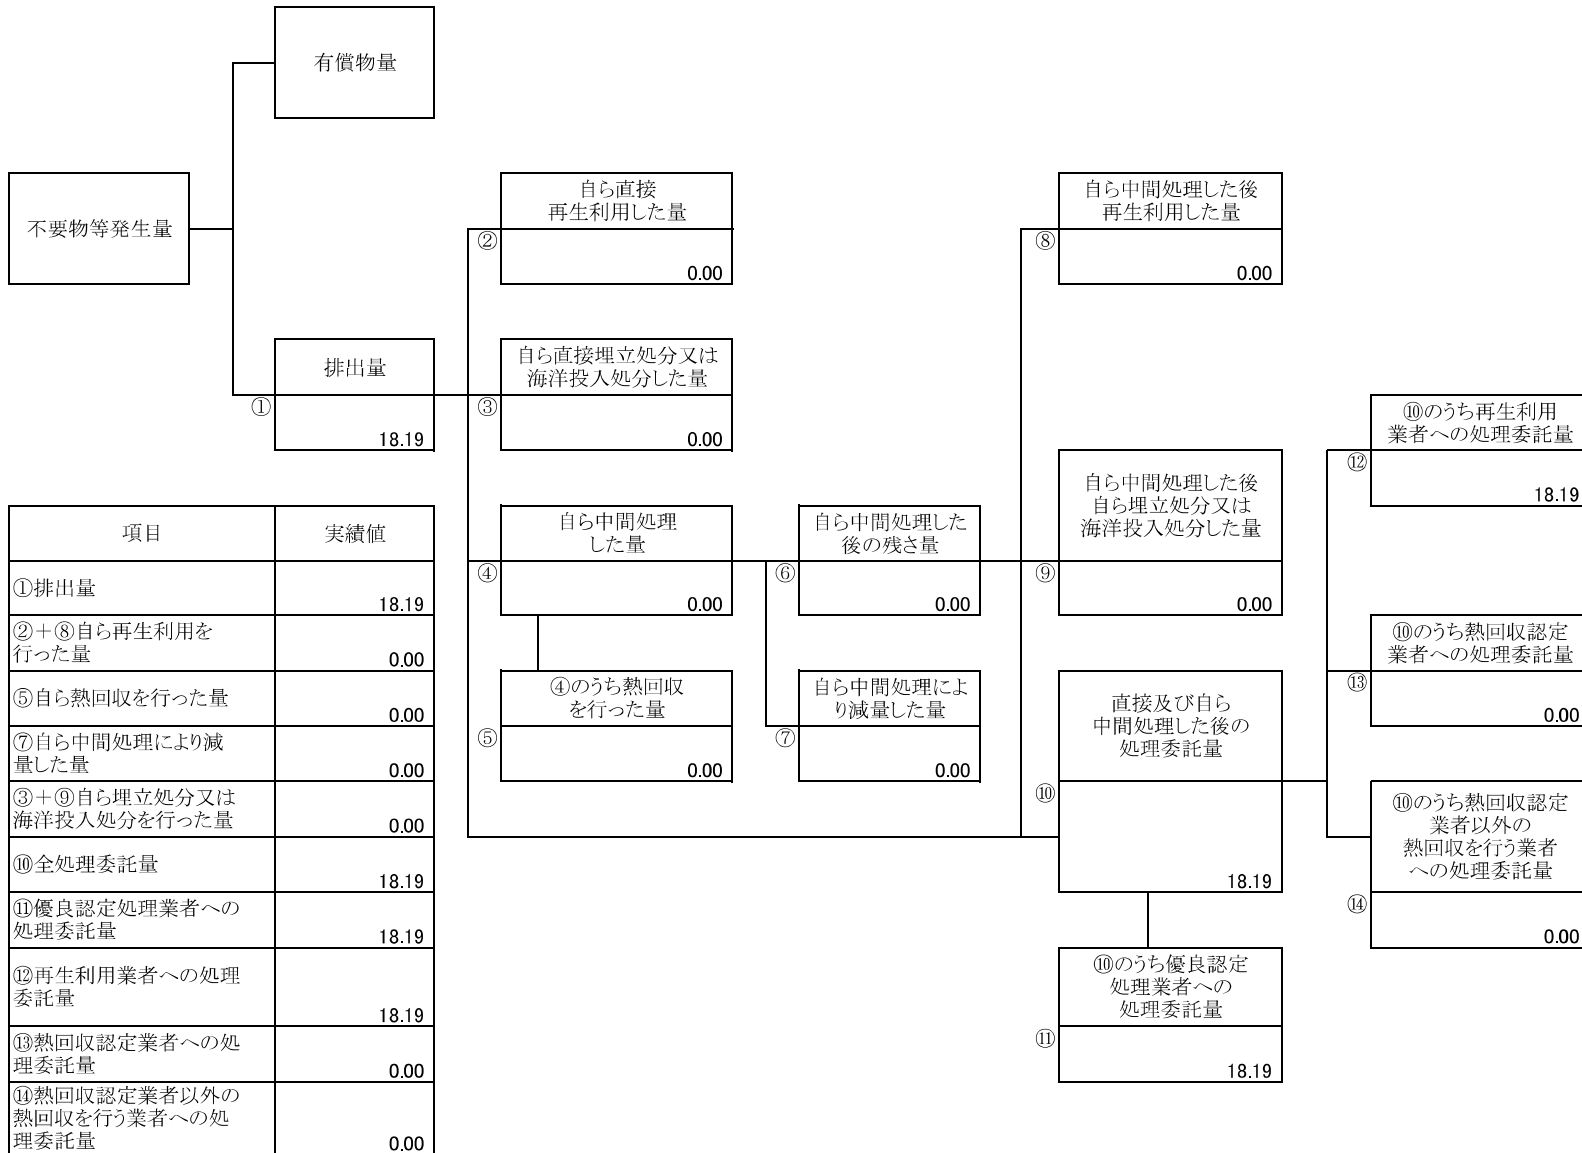 有償物量
不要物等発生量
排出量
①
18.19
自ら直接
再生利用した量
②
0.00
自ら直接埋立処分又は
海洋投入処分した量
③
0.00
自ら中間処理
した量
④
0.00
④のうち熱回収
を行った量
⑤
0.00
自ら中間処理した
後の残さ量
⑥
0.00
自ら中間処理によ
り減量した量
⑦
0.00
自ら中間処理した後
再生利用した量
⑧
0.00
自ら中間処理した後
自ら埋立処分又は
海洋投入処分した量
⑨
0.00
直接及び自ら
中間処理した後の
処理委託量
⑩
18.19
⑩のうち優良認定
処理業者への
処理委託量
⑪
18.19
⑩のうち再生利用
業者への処理委託量
⑫
18.19
⑩のうち熱回収認定
業者への処理委託量
⑬
0.00
⑩のうち熱回収認定
業者以外の
熱回収を行う業者
への処理委託量
⑭
0.00
項目 実績値
①排出量 18.19
②＋⑧自ら再生利用を
行った量 0.00
⑤自ら熱回収を行った量 0.00
⑦自ら中間処理により減
量した量 0.00
③＋⑨自ら埋立処分又は
海洋投入処分を行った量 0.00
⑩全処理委託量 18.19
⑪優良認定処理業者への
処理委託量 18.19
⑫再生利用業者への処理
委託量 18.19
⑬熱回収認定業者への処
理委託量 0.00
⑭熱回収認定業者以外の
熱回収を行う業者への処
理委託量 0.00